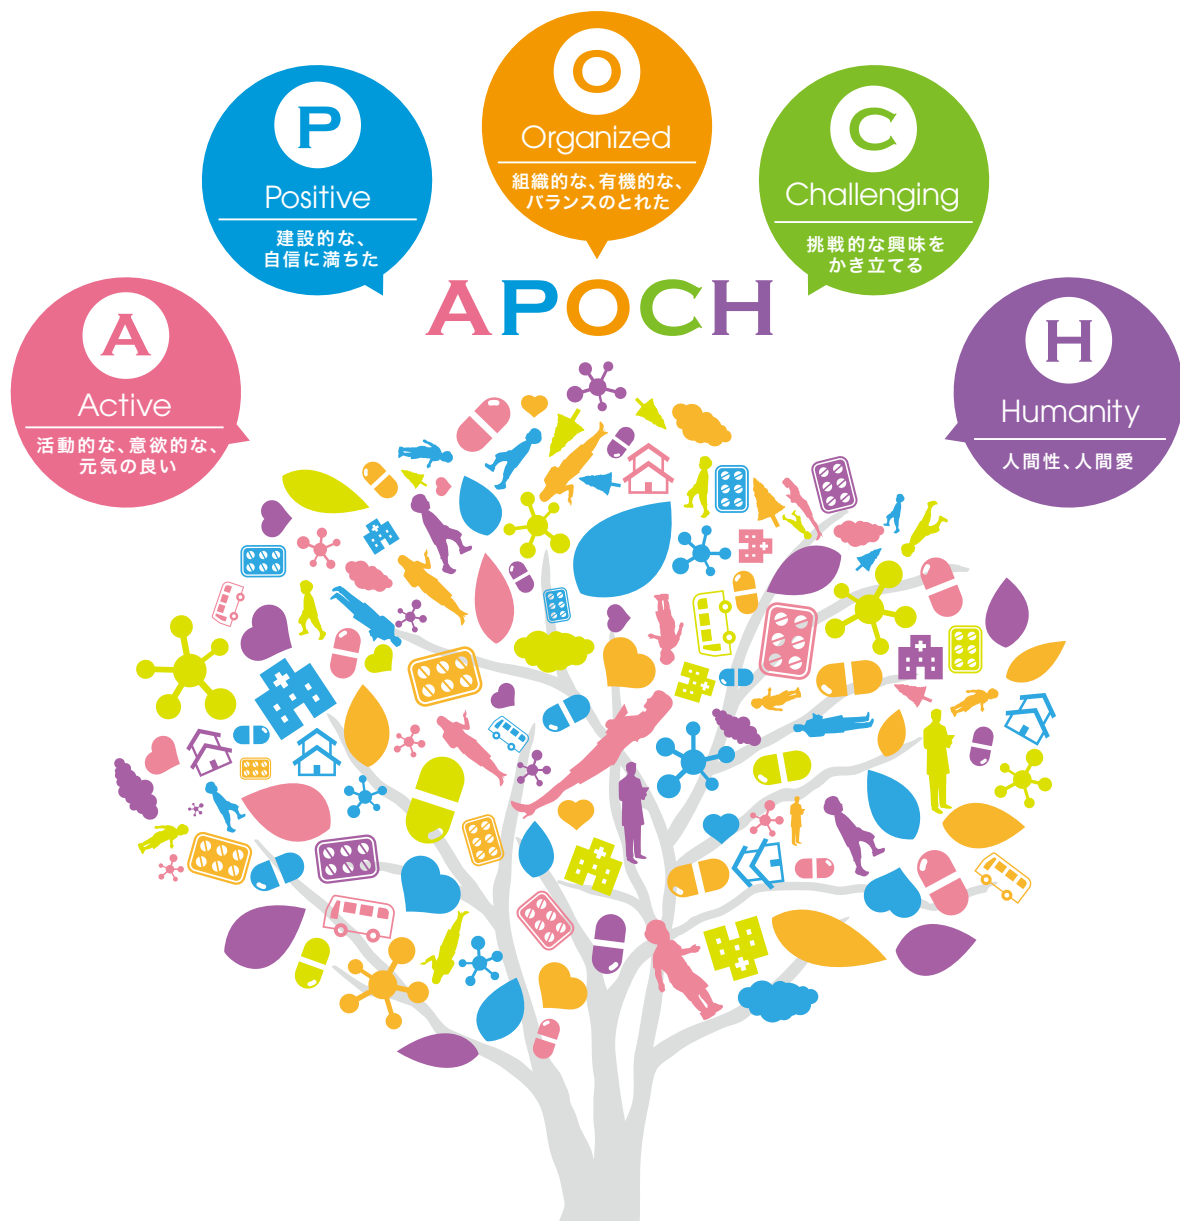 A
Active
活動的な、意欲的な、
元気の良い
P
Positive
建設的な、
自信に満ちた
O
Organized
組織的な、有機的な、
バランスのとれた
C
Challenging
挑戦的な興味を
かき立てる
H
Humanity
人間性、人間愛
APOCH